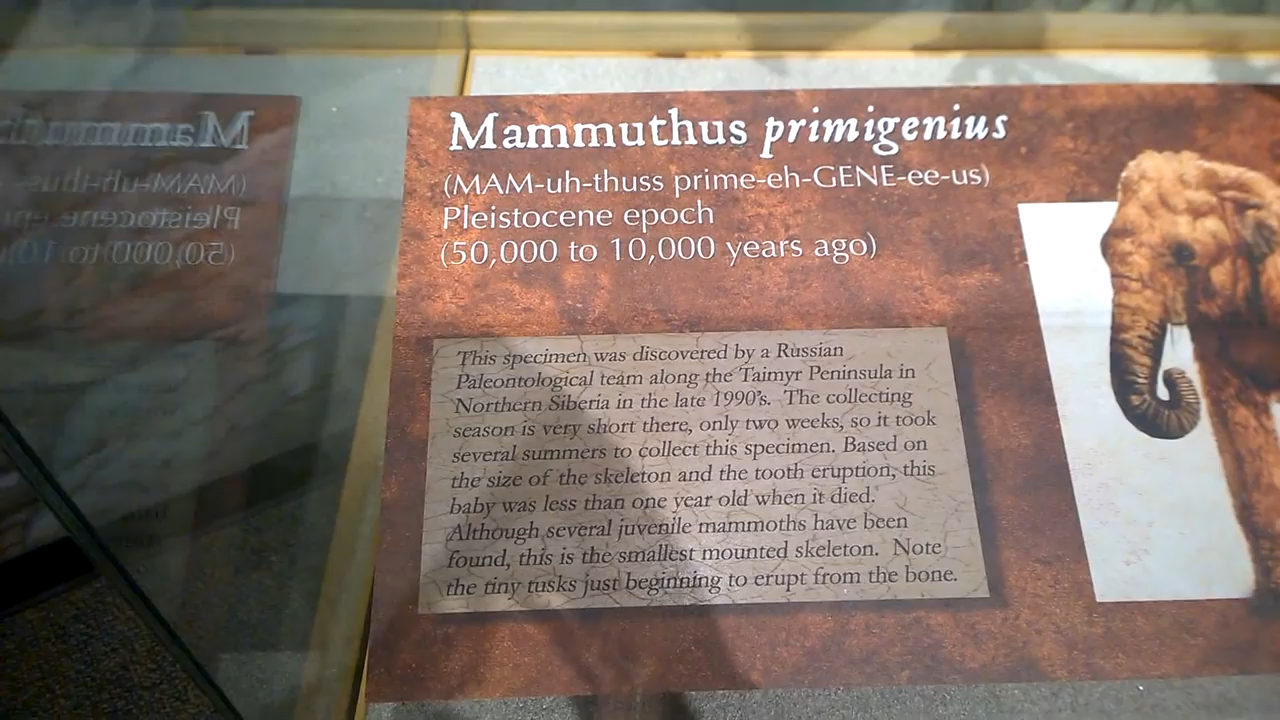 Mammuthus primigenius
(MAM-uh-thuss prime-eh-GENE-ee-us)
Pleistocene epoch
(50,000 to 10,000 years ago)
This specimen was discovered by a Russian
Paleontological team along the Taimyr Peninsula in
Northern Siberia in the late 1990's. The collecting
season is very short there, only two weeks, so it took
several summers to collect this specimen. Based on
the size of the skeleton and the tooth eruption, this
baby was less than one year old when it died.
Although several juvenile mammoths have been
found, this is the smallest mounted skeleton. Note
the tiny tusks just beginning to erupt from the bone.